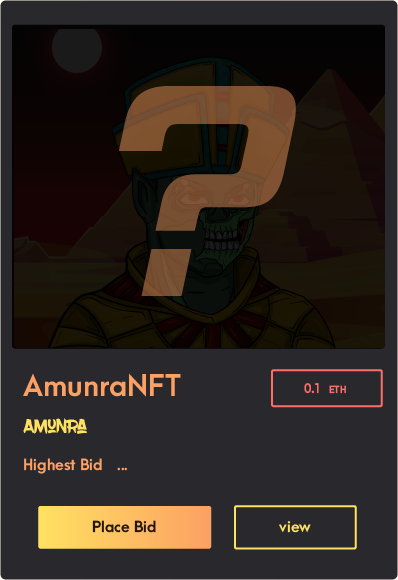 ?
AmunraNFT
0.1 ETH
AMUNRA
Highest Bid ...
Place Bid
view